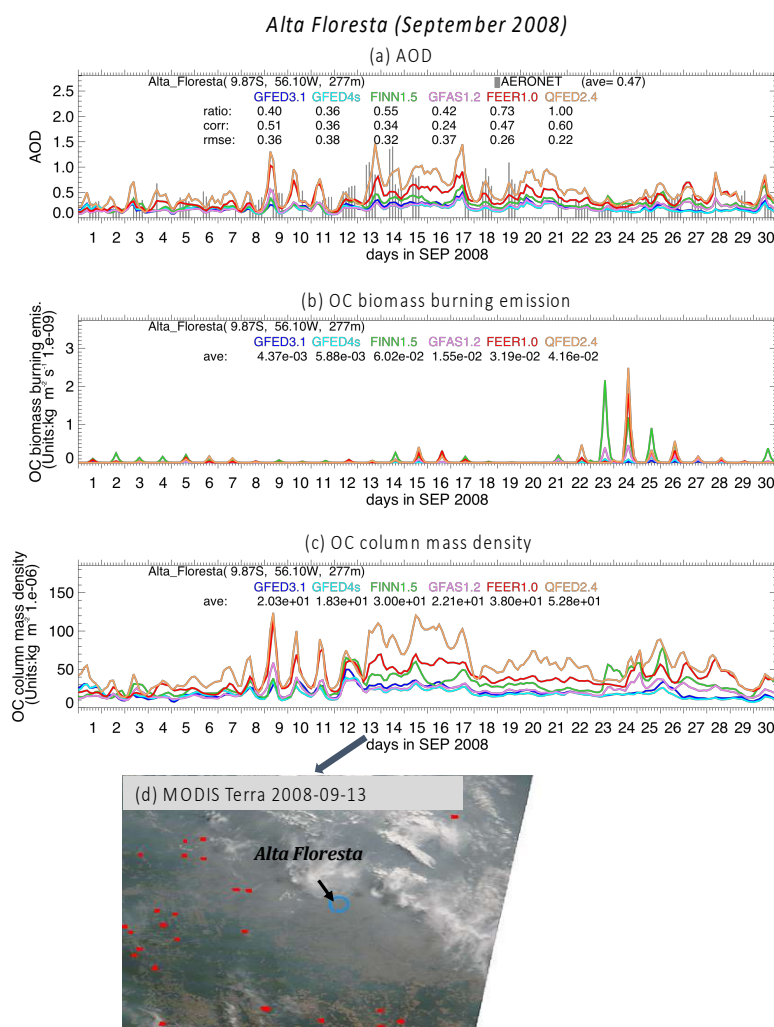 Alta Floresta (September 2008)
(a) AOD
Alta_Floresta( 9.87S, 56.10W, 277m) AERONET (ave= 0.47)
GFED3.1 GFED4s FINN1.5 GFAS1.2 FEER1.0 QFED2.4
ratio: 0.40 0.36 0.55 0.42 0.73 1.00
corr: 0.51 0.36 0.34 0.24 0.47 0.60
rmse: 0.36 0.38 0.32 0.37 0.26 0.22
AOD
2.5
2.0
1.5
1.0
0.5
0.0
1 2 3 4 5 6 7 8 9 10 11 12 13 14 15 16 17 18 19 20 21 22 23 24 25 26 27 28 29 30
days in SEP 2008
(b) OC biomass burning emission
Alta_Floresta( 9.87S, 56.10W, 277m)
GFED3.1 GFED4s FINN1.5 GFAS1.2 FEER1.0 QFED2.4
ave: 4.37e-03 5.88e-03 6.02e-02 1.55e-02 3.19e-02 4.16e-02
OC biomass burning emis.
(Units:kg m⁻² s⁻¹ 1.e-09)
3
2
1
0
1 2 3 4 5 6 7 8 9 10 11 12 13 14 15 16 17 18 19 20 21 22 23 24 25 26 27 28 29 30
days in SEP 2008
(c) OC column mass density
Alta_Floresta( 9.87S, 56.10W, 277m)
GFED3.1 GFED4s FINN1.5 GFAS1.2 FEER1.0 QFED2.4
ave: 2.03e+01 1.83e+01 3.00e+01 2.21e+01 3.80e+01 5.28e+01
OC column mass density
(Units:kg m⁻² 1.e-06)
150
100
50
0
1 2 3 4 5 6 7 8 9 10 11 12 13 14 15 16 17 18 19 20 21 22 23 24 25 26 27 28 29 30
days in SEP 2008
(d) MODIS Terra 2008-09-13
Alta Floresta